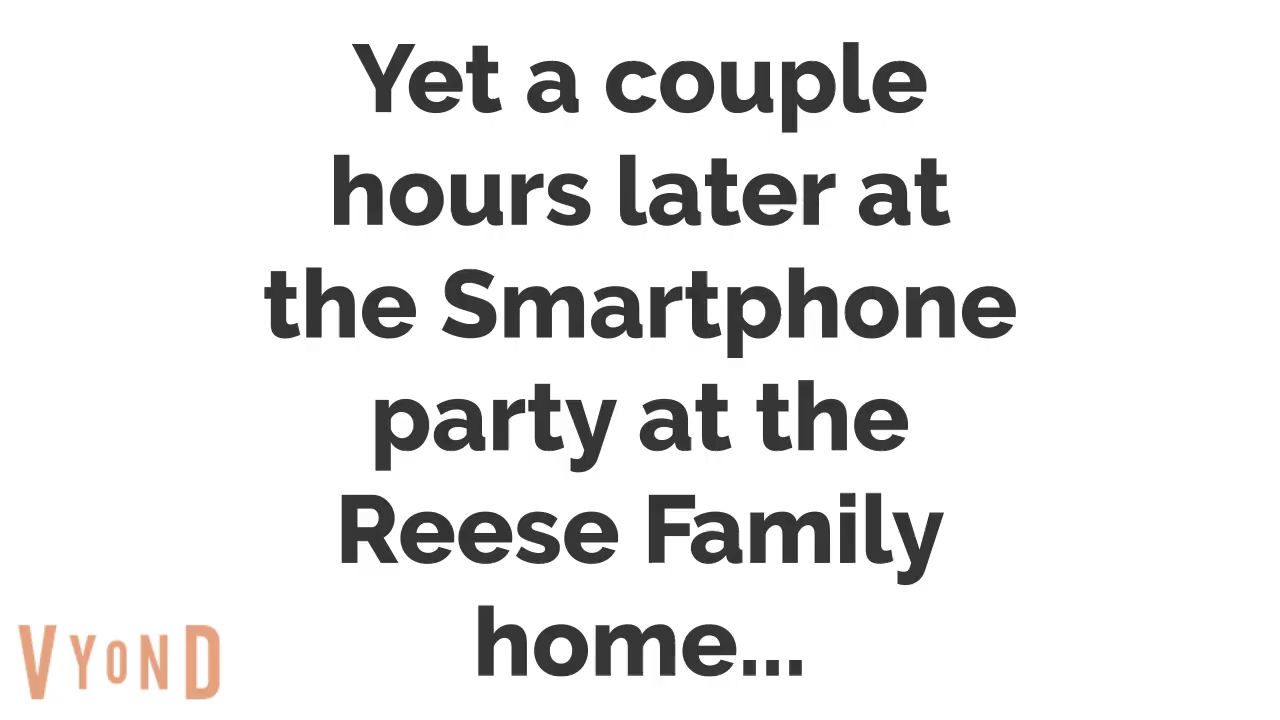 Yet a couple
hours later at
the Smartphone
party at the
Reese Family
home...
VYOND